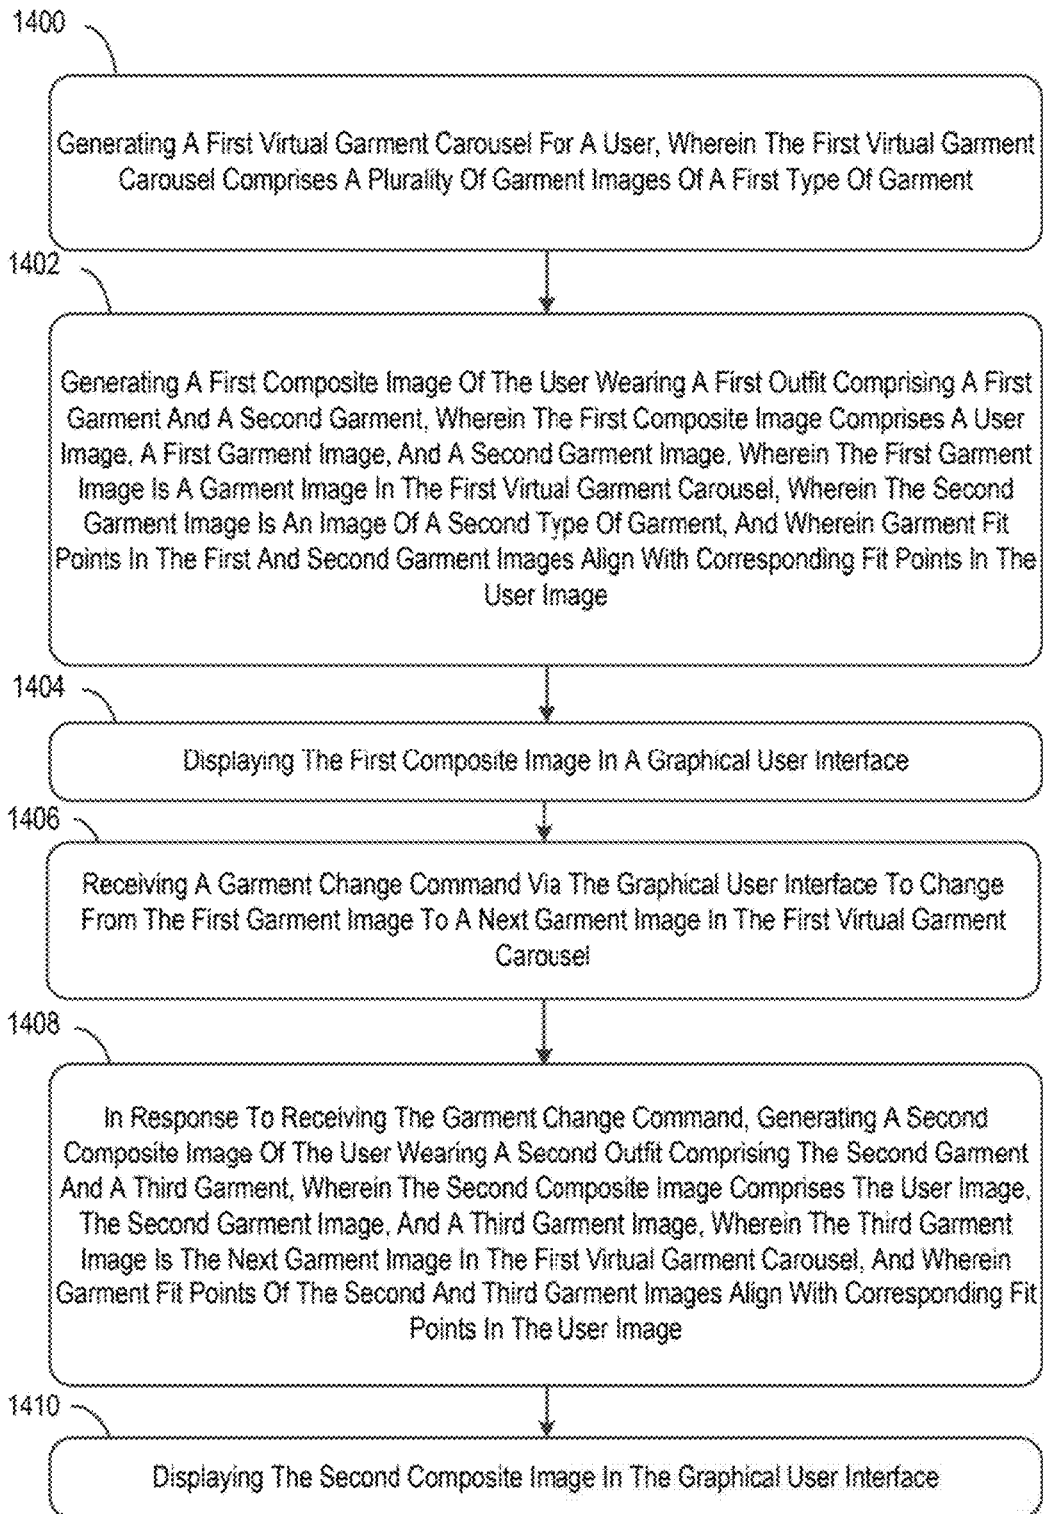 1400
Generating A First Virtual Garment Carousel For A User, Wherein The First Virtual Garment
Carousel Comprises A Plurality Of Garment Images Of A First Type Of Garment
1402
Generating A First Composite Image Of The User Wearing A First Outfit Comprising A First
Garment And A Second Garment, Wherein The First Composite Image Comprises A User
Image, A First Garment Image, And A Second Garment Image, Wherein The First Garment
Image Is A Garment Image In The First Virtual Garment Carousel, Wherein The Second
Garment Image Is An Image Of A Second Type Of Garment, And Wherein Garment Fit
Points In The First And Second Garment Images Align With Corresponding Fit Points In The
User Image
1404
Displaying The First Composite Image In A Graphical User Interface
1406
Receiving A Garment Change Command Via The Graphical User Interface To Change
From The First Garment Image To A Next Garment Image In The First Virtual Garment
Carousel
1408
In Response To Receiving The Garment Change Command, Generating A Second
Composite Image Of The User Wearing A Second Outfit Comprising The Second Garment
And A Third Garment, Wherein The Second Composite Image Comprises The User Image,
The Second Garment Image, And A Third Garment Image, Wherein The Third Garment
Image Is The Next Garment Image In The First Virtual Garment Carousel, And Wherein
Garment Fit Points Of The Second And Third Garment Images Align With Corresponding Fit
Points In The User Image
1410
Displaying The Second Composite Image In The Graphical User Interface